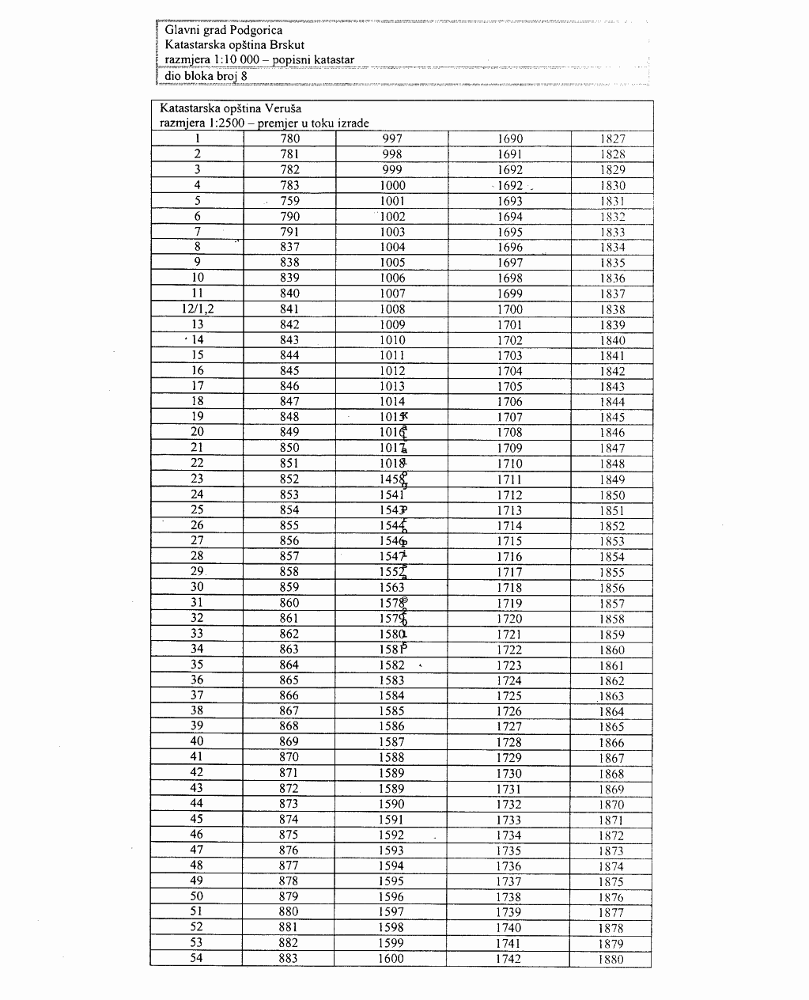 Glavni grad Podgorica
Katastarska opština Brskut
razmjera 1:10 000 – popisni katastar
dio bloka broj 8
Katastarska opština Veruša
razmjera 1:2500 – premjer u toku izrade
1 780 997 1690 1827
2 781 998 1691 1828
3 782 999 1692 1829
4 783 1000 1692 1830
5 759 1001 1693 1831
6 790 1002 1694 1832
7 791 1003 1695 1833
8 837 1004 1696 1834
9 838 1005 1697 1835
10 839 1006 1698 1836
11 840 1007 1699 1837
12/1,2 841 1008 1700 1838
13 842 1009 1701 1839
14 843 1010 1702 1840
15 844 1011 1703 1841
16 845 1012 1704 1842
17 846 1013 1705 1843
18 847 1014 1706 1844
19 848 1015 1707 1845
20 849 1016 1708 1846
21 850 1017 1709 1847
22 851 1018 1710 1848
23 852 1458 1711 1849
24 853 1541 1712 1850
25 854 1543 1713 1851
26 855 1544 1714 1852
27 856 1546 1715 1853
28 857 1547 1716 1854
29 858 1552 1717 1855
30 859 1563 1718 1856
31 860 1578 1719 1857
32 861 1579 1720 1858
33 862 1580 1721 1859
34 863 1581 1722 1860
35 864 1582 1723 1861
36 865 1583 1724 1862
37 866 1584 1725 1863
38 867 1585 1726 1864
39 868 1586 1727 1865
40 869 1587 1728 1866
41 870 1588 1729 1867
42 871 1589 1730 1868
43 872 1589 1731 1869
44 873 1590 1732 1870
45 874 1591 1733 1871
46 875 1592 1734 1872
47 876 1593 1735 1873
48 877 1594 1736 1874
49 878 1595 1737 1875
50 879 1596 1738 1876
51 880 1597 1739 1877
52 881 1598 1740 1878
53 882 1599 1741 1879
54 883 1600 1742 1880